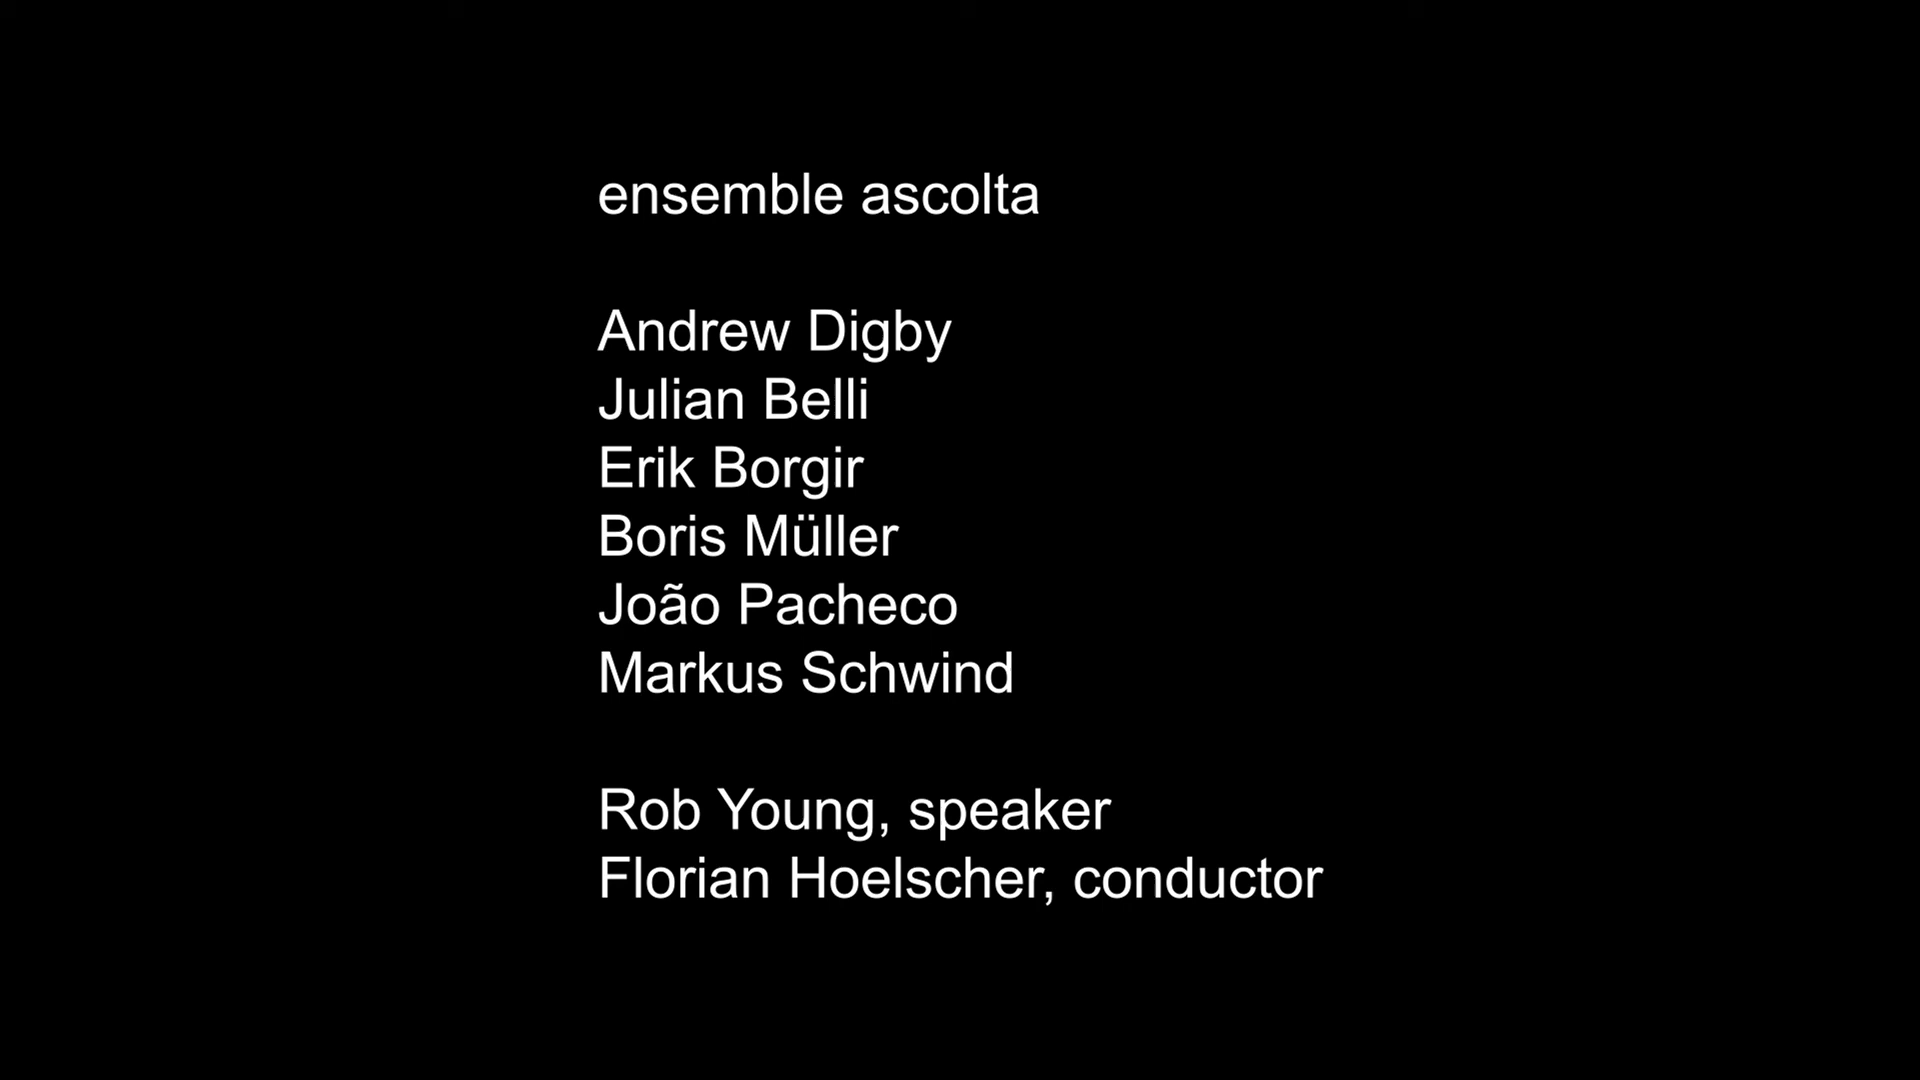 ensemble ascolta
Andrew Digby
Julian Belli
Erik Borgir
Boris Müller
João Pacheco
Markus Schwind
Rob Young, speaker
Florian Hoelscher, conductor